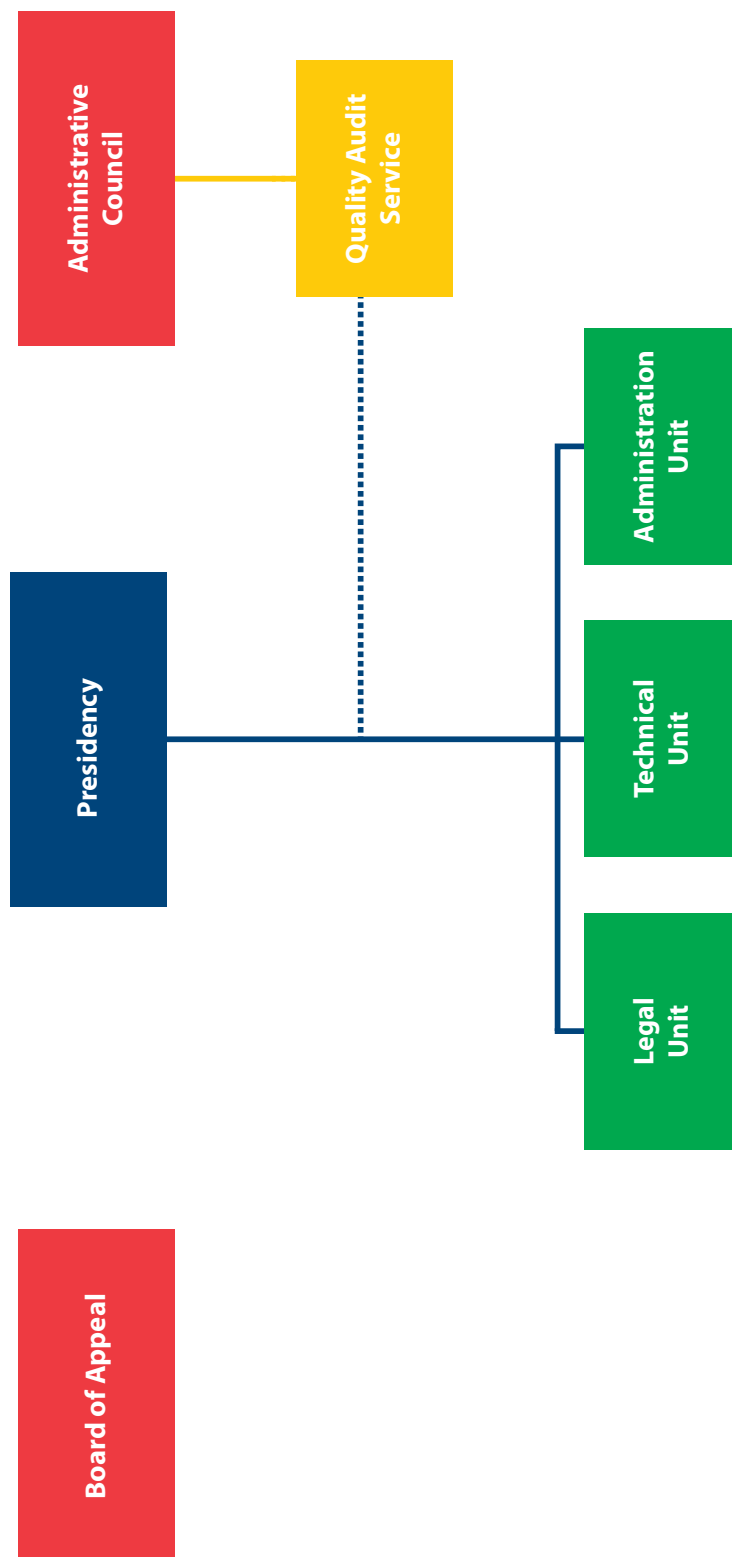 Board of Appeal
Presidency
Administrative
Council
Quality Audit
Service
Legal
Unit
Technical
Unit
Administration
Unit